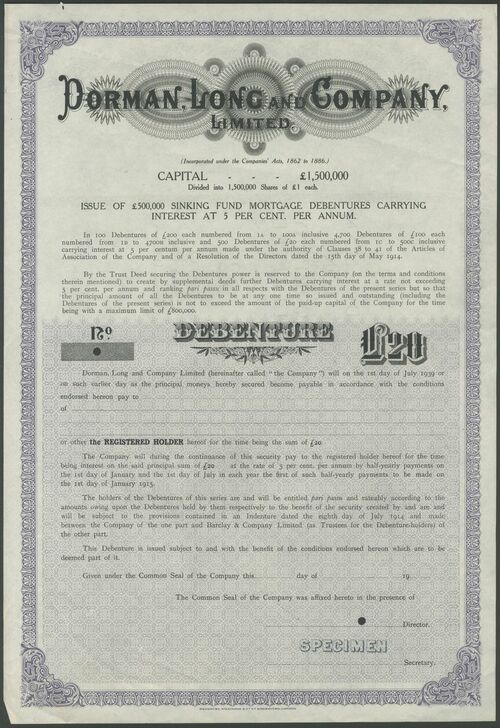 DORMAN, LONG AND COMPANY,
LIMITED.
(Incorporated under the Companies' Acts, 1862 to 1886.)
CAPITAL - - - £1,500,000
Divided into 1,500,000 Shares of £1 each.
ISSUE OF £500,000 SINKING FUND MORTGAGE DEBENTURES CARRYING
INTEREST AT 5 PER CENT. PER ANNUM.
In 100 Debentures of £200 each numbered from 1A to 100A inclusive 4,700 Debentures of £100 each
numbered from 1B to 4700B inclusive and 500 Debentures of £20 each numbered from 1C to 500C inclusive
carrying interest at 5 per centum per annum made under the authority of Clauses 38 to 41 of the Articles of
Association of the Company and of a Resolution of the Directors dated the 15th day of May 1914.
By the Trust Deed securing the Debentures power is reserved to the Company (on the terms and conditions
therein mentioned) to create by supplemental deeds further Debentures carrying interest at a rate not exceeding
5 per cent. per annum and ranking pari passu in all respects with the Debentures of the present series but so that
the principal amount of all the Debentures to be at any one time so issued and outstanding (including the
Debentures of the present series) is not to exceed the amount of the paid-up capital of the Company for the time
being with a maximum limit of £800,000.
No. DEBENTURE £20
Dorman, Long and Company Limited (hereinafter called "the Company") will on the 1st day of July 1939 or
on such earlier day as the principal moneys hereby secured become payable in accordance with the conditions
endorsed hereon pay to
of
or other the REGISTERED HOLDER hereof for the time being the sum of £20
The Company will during the continuance of this security pay to the registered holder hereof for the time
being interest on the said principal sum of £20 at the rate of 5 per cent. per annum by half-yearly payments on
the 1st day of January and the 1st day of July in each year the first of such half-yearly payments to be made on
the 1st day of January 1915.
The holders of the Debentures of this series are and will be entitled pari passu and rateably according to the
amounts owing upon the Debentures held by them respectively to the benefit of the security created by and are and
will be subject to the provisions contained in an Indenture dated the eighth day of July 1914 and made
between the Company of the one part and Barclay & Company Limited (as Trustees for the Debenture-holders) of
the other part.
This Debenture is issued subject to and with the benefit of the conditions endorsed hereon which are to be
deemed part of it.
Given under the Common Seal of the Company this day of 19
The Common Seal of the Company was affixed hereto in the presence of
Director.
SPECIMEN
Secretary.